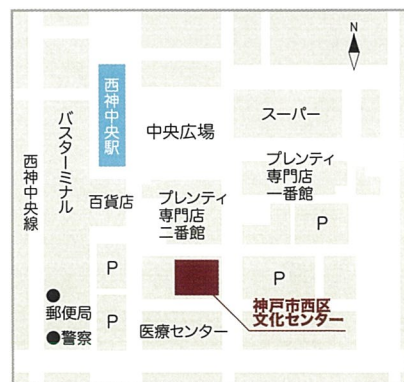 N
西神中央駅
スーパー
バスターミナル
中央広場
西神中央線
プレンティ
専門店
一番館
百貨店
プレンティ
専門店
二番館
P
P
P
神戸市西区
文化センター
郵便局
P
医療センター
警察